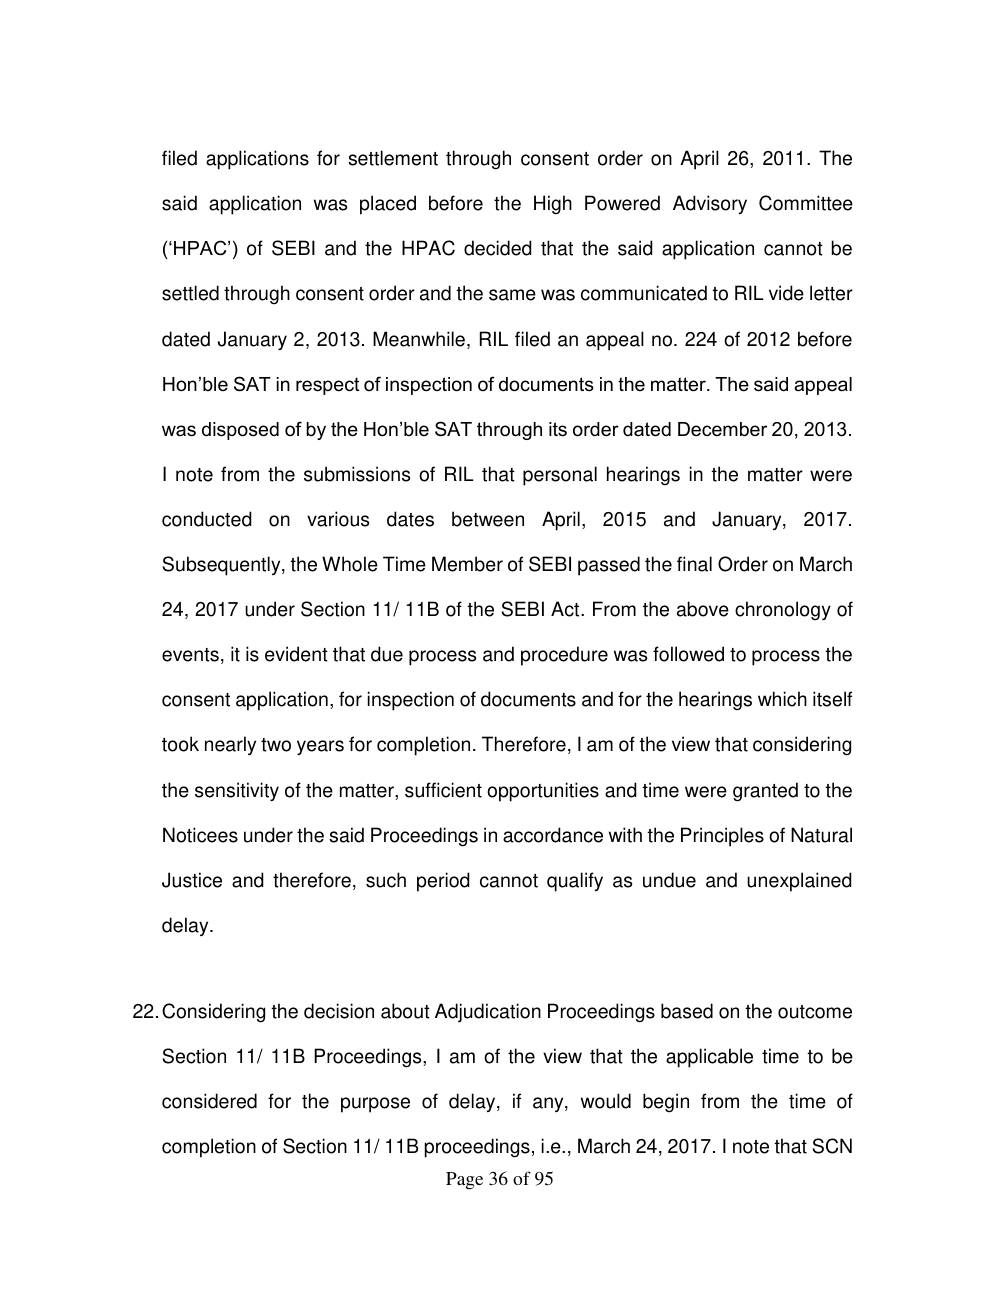 filed applications for settlement through consent order on April 26, 2011. The
said application was placed before the High Powered Advisory Committee
(‘HPAC’) of SEBI and the HPAC decided that the said application cannot be
settled through consent order and the same was communicated to RIL vide letter
dated January 2, 2013. Meanwhile, RIL filed an appeal no. 224 of 2012 before
Hon’ble SAT in respect of inspection of documents in the matter. The said appeal
was disposed of by the Hon’ble SAT through its order dated December 20, 2013.
I note from the submissions of RIL that personal hearings in the matter were
conducted on various dates between April, 2015 and January, 2017.
Subsequently, the Whole Time Member of SEBI passed the final Order on March
24, 2017 under Section 11/ 11B of the SEBI Act. From the above chronology of
events, it is evident that due process and procedure was followed to process the
consent application, for inspection of documents and for the hearings which itself
took nearly two years for completion. Therefore, I am of the view that considering
the sensitivity of the matter, sufficient opportunities and time were granted to the
Noticees under the said Proceedings in accordance with the Principles of Natural
Justice and therefore, such period cannot qualify as undue and unexplained
delay.
22. Considering the decision about Adjudication Proceedings based on the outcome
Section 11/ 11B Proceedings, I am of the view that the applicable time to be
considered for the purpose of delay, if any, would begin from the time of
completion of Section 11/ 11B proceedings, i.e., March 24, 2017. I note that SCN
Page 36 of 95